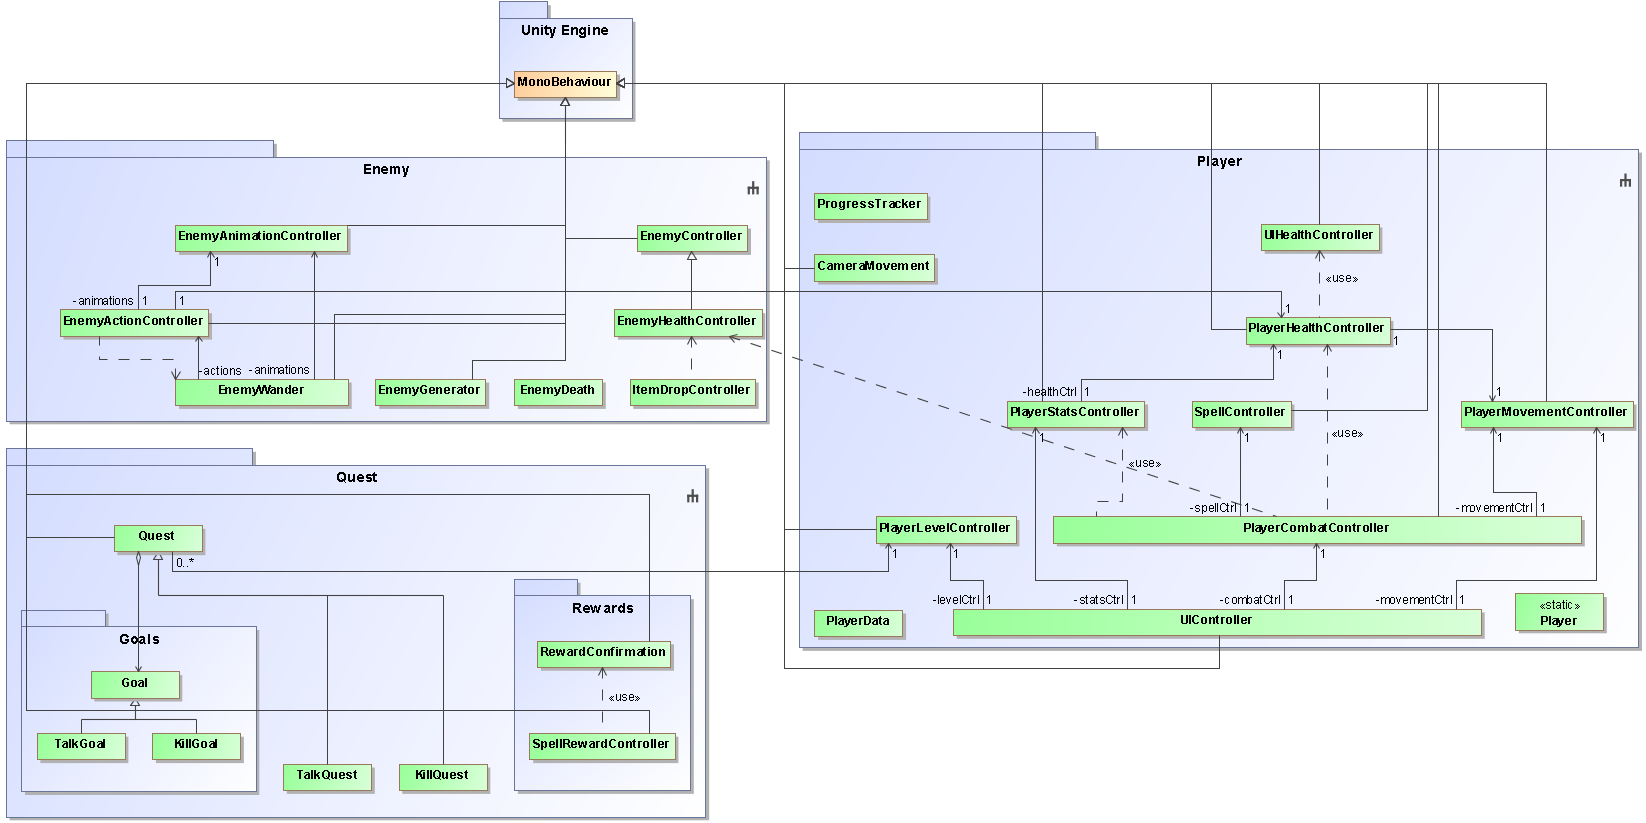 Unity Engine
MonoBehaviour
Enemy
EnemyAnimationController
EnemyController
1
- animations
1
1
EnemyActionController
EnemyHealthController
-actions
- animations
EnemyWander
EnemyGenerator
EnemyDeath
ItemDropController
Player
ProgressTracker
UIHealthController
CameraMovement
«use»
1
PlayerHealthController
1
1
1
-healthCtrl
1
PlayerStatsController
SpellController
PlayerMovementController
1
«use»
1
1
1
«use»
-spellCtrl
1
-movementCtrl
1
PlayerLevelController
PlayerCombatController
1
1
1
-levelCtrl
1
-statsCtrl
1
-combatCtrl
1
-movementCtrl
1
PlayerData
UIController
«static»
Player
Quest
Quest
0..*
Goals
Goal
TalkGoal
KillGoal
TalkQuest
KillQuest
Rewards
RewardConfirmation
«use»
SpellRewardController